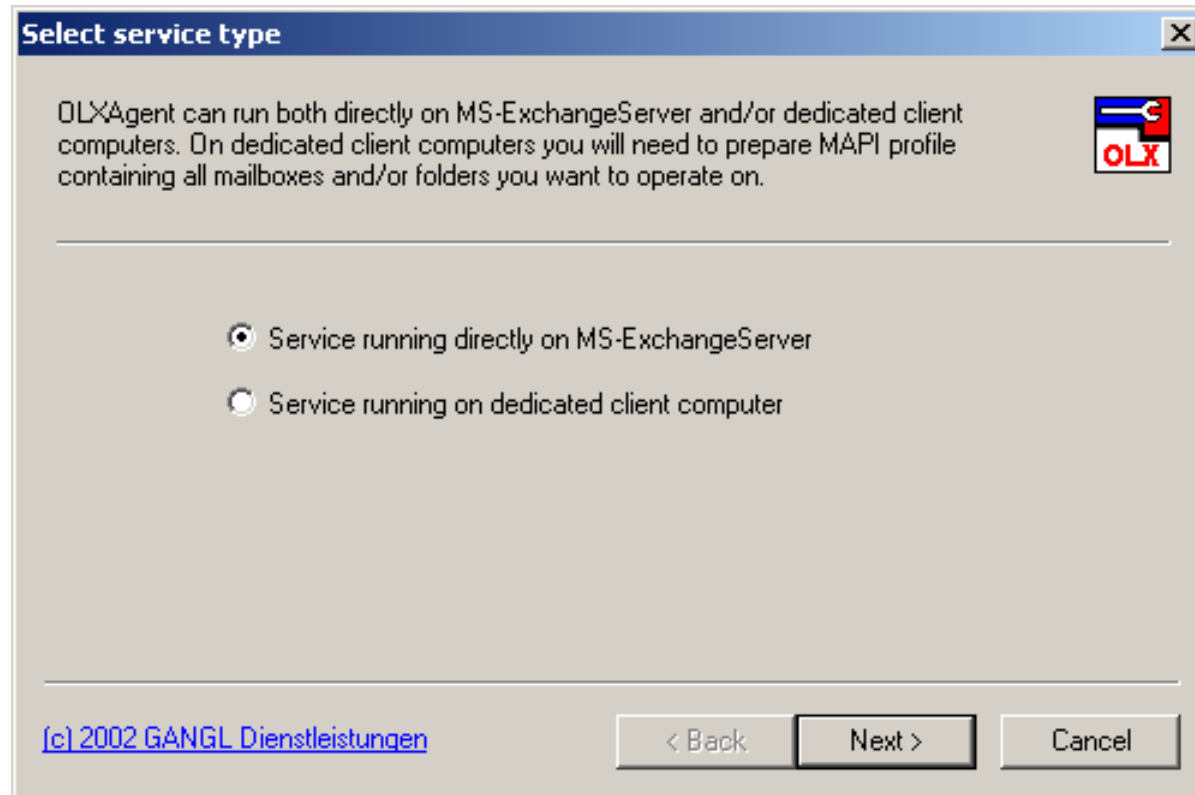 Select service type
OLXAgent can run both directly on MS-ExchangeServer and/or dedicated client
computers. On dedicated client computers you will need to prepare MAPI profile
containing all mailboxes and/or folders you want to operate on.
OLX
Service running directly on MS-ExchangeServer
Service running on dedicated client computer
(c) 2002 GANGL Dienstleistungen
< Back
Next >
Cancel